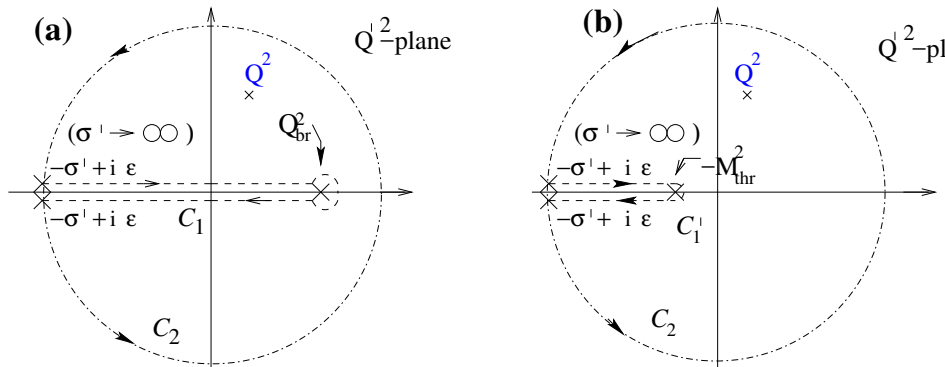 (a)
Q'²–plane
Q²
(σ' → ∞)
Q²br
–σ'+i ε
–σ'+i ε
C₁
C₂
(b)
Q'²–pl
Q²
(σ' → ∞)
–M²thr
–σ'+ i ε
–σ'+ i ε
C₁'
C₂